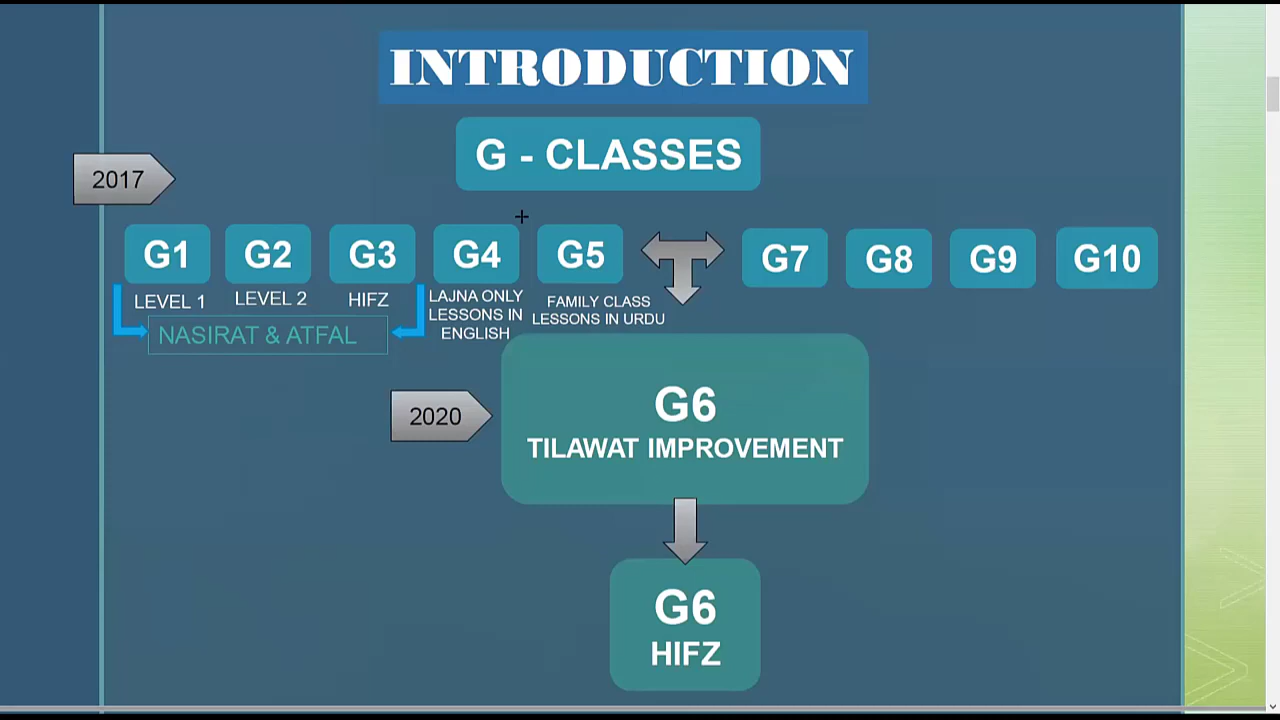 INTRODUCTION
G - CLASSES
2017
G1
G2
G3
G4
G5
G7
G8
G9
G10
LEVEL 1
LEVEL 2
HIFZ
LAJNA ONLY
LESSONS IN
ENGLISH
FAMILY CLASS
LESSONS IN URDU
NASIRAT & ATFAL
2020
G6
TILAWAT IMPROVEMENT
G6
HIFZ